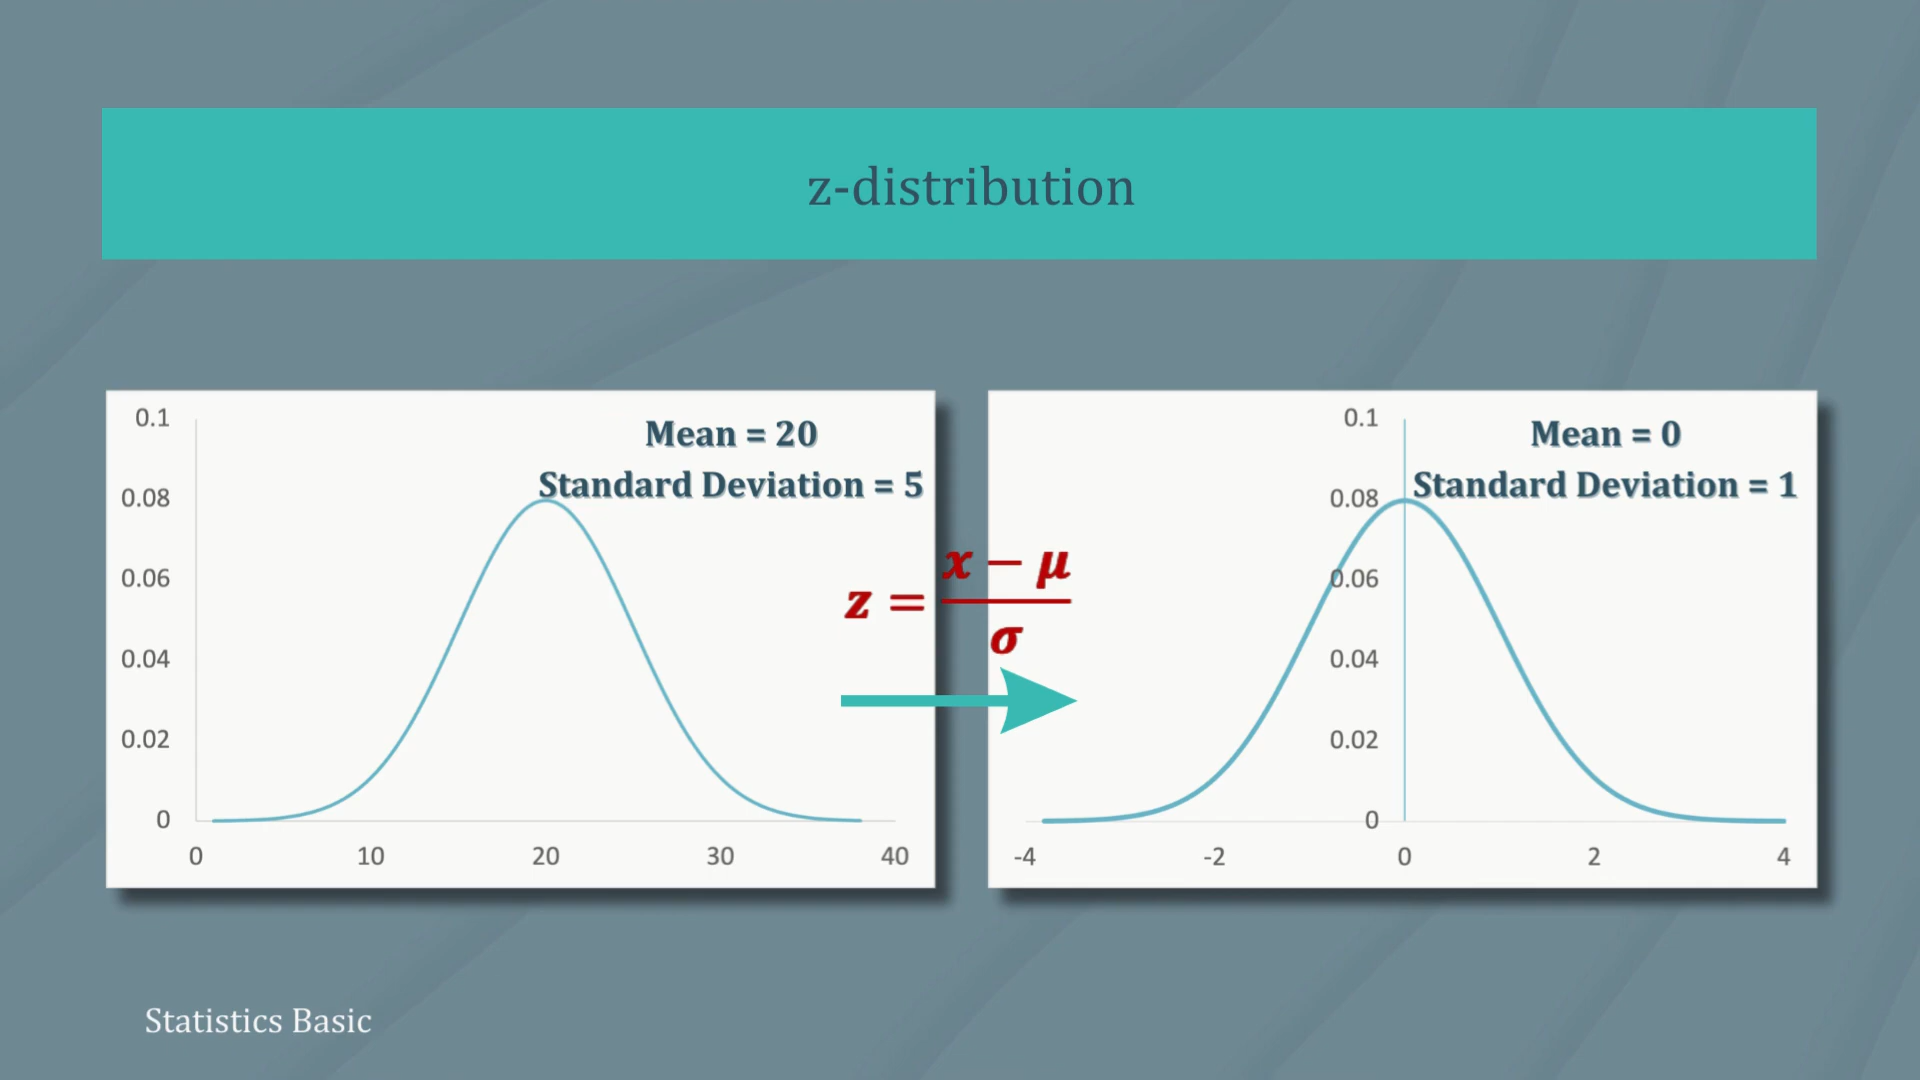 z-distribution
0.1
0.08
0.06
0.04
0.02
0
0 10 20 30 40
Mean = 20
Standard Deviation = 5
z = x − μ / σ
0.1
0.08
0.06
0.04
0.02
0
-4 -2 0 2 4
Mean = 0
Standard Deviation = 1
Statistics Basic